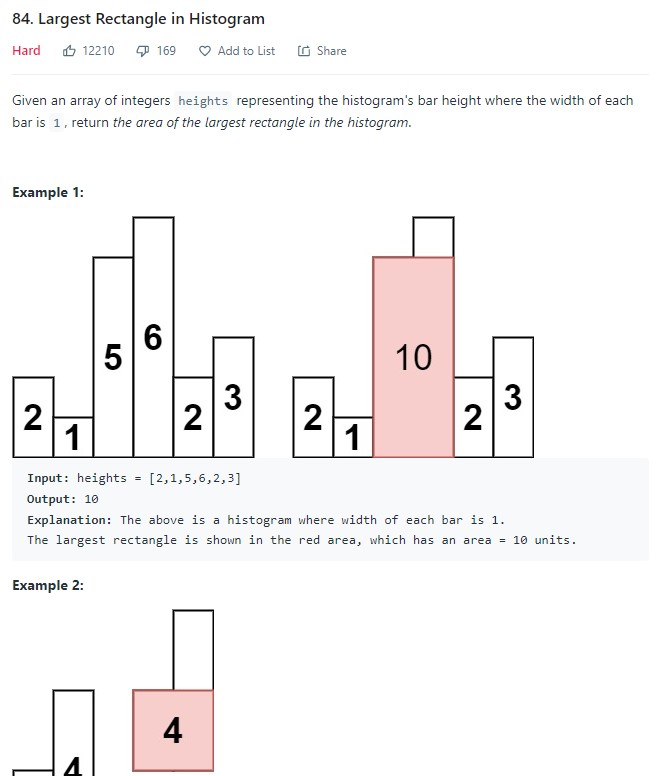 84. Largest Rectangle in Histogram
Hard 12210 169 Add to List Share
Given an array of integers heights representing the histogram's bar height where the width of each
bar is 1, return the area of the largest rectangle in the histogram.
Example 1:
2 1 5 6 2 3 2 1 10 2 3
Input: heights = [2,1,5,6,2,3]
Output: 10
Explanation: The above is a histogram where width of each bar is 1.
The largest rectangle is shown in the red area, which has an area = 10 units.
Example 2:
4 4